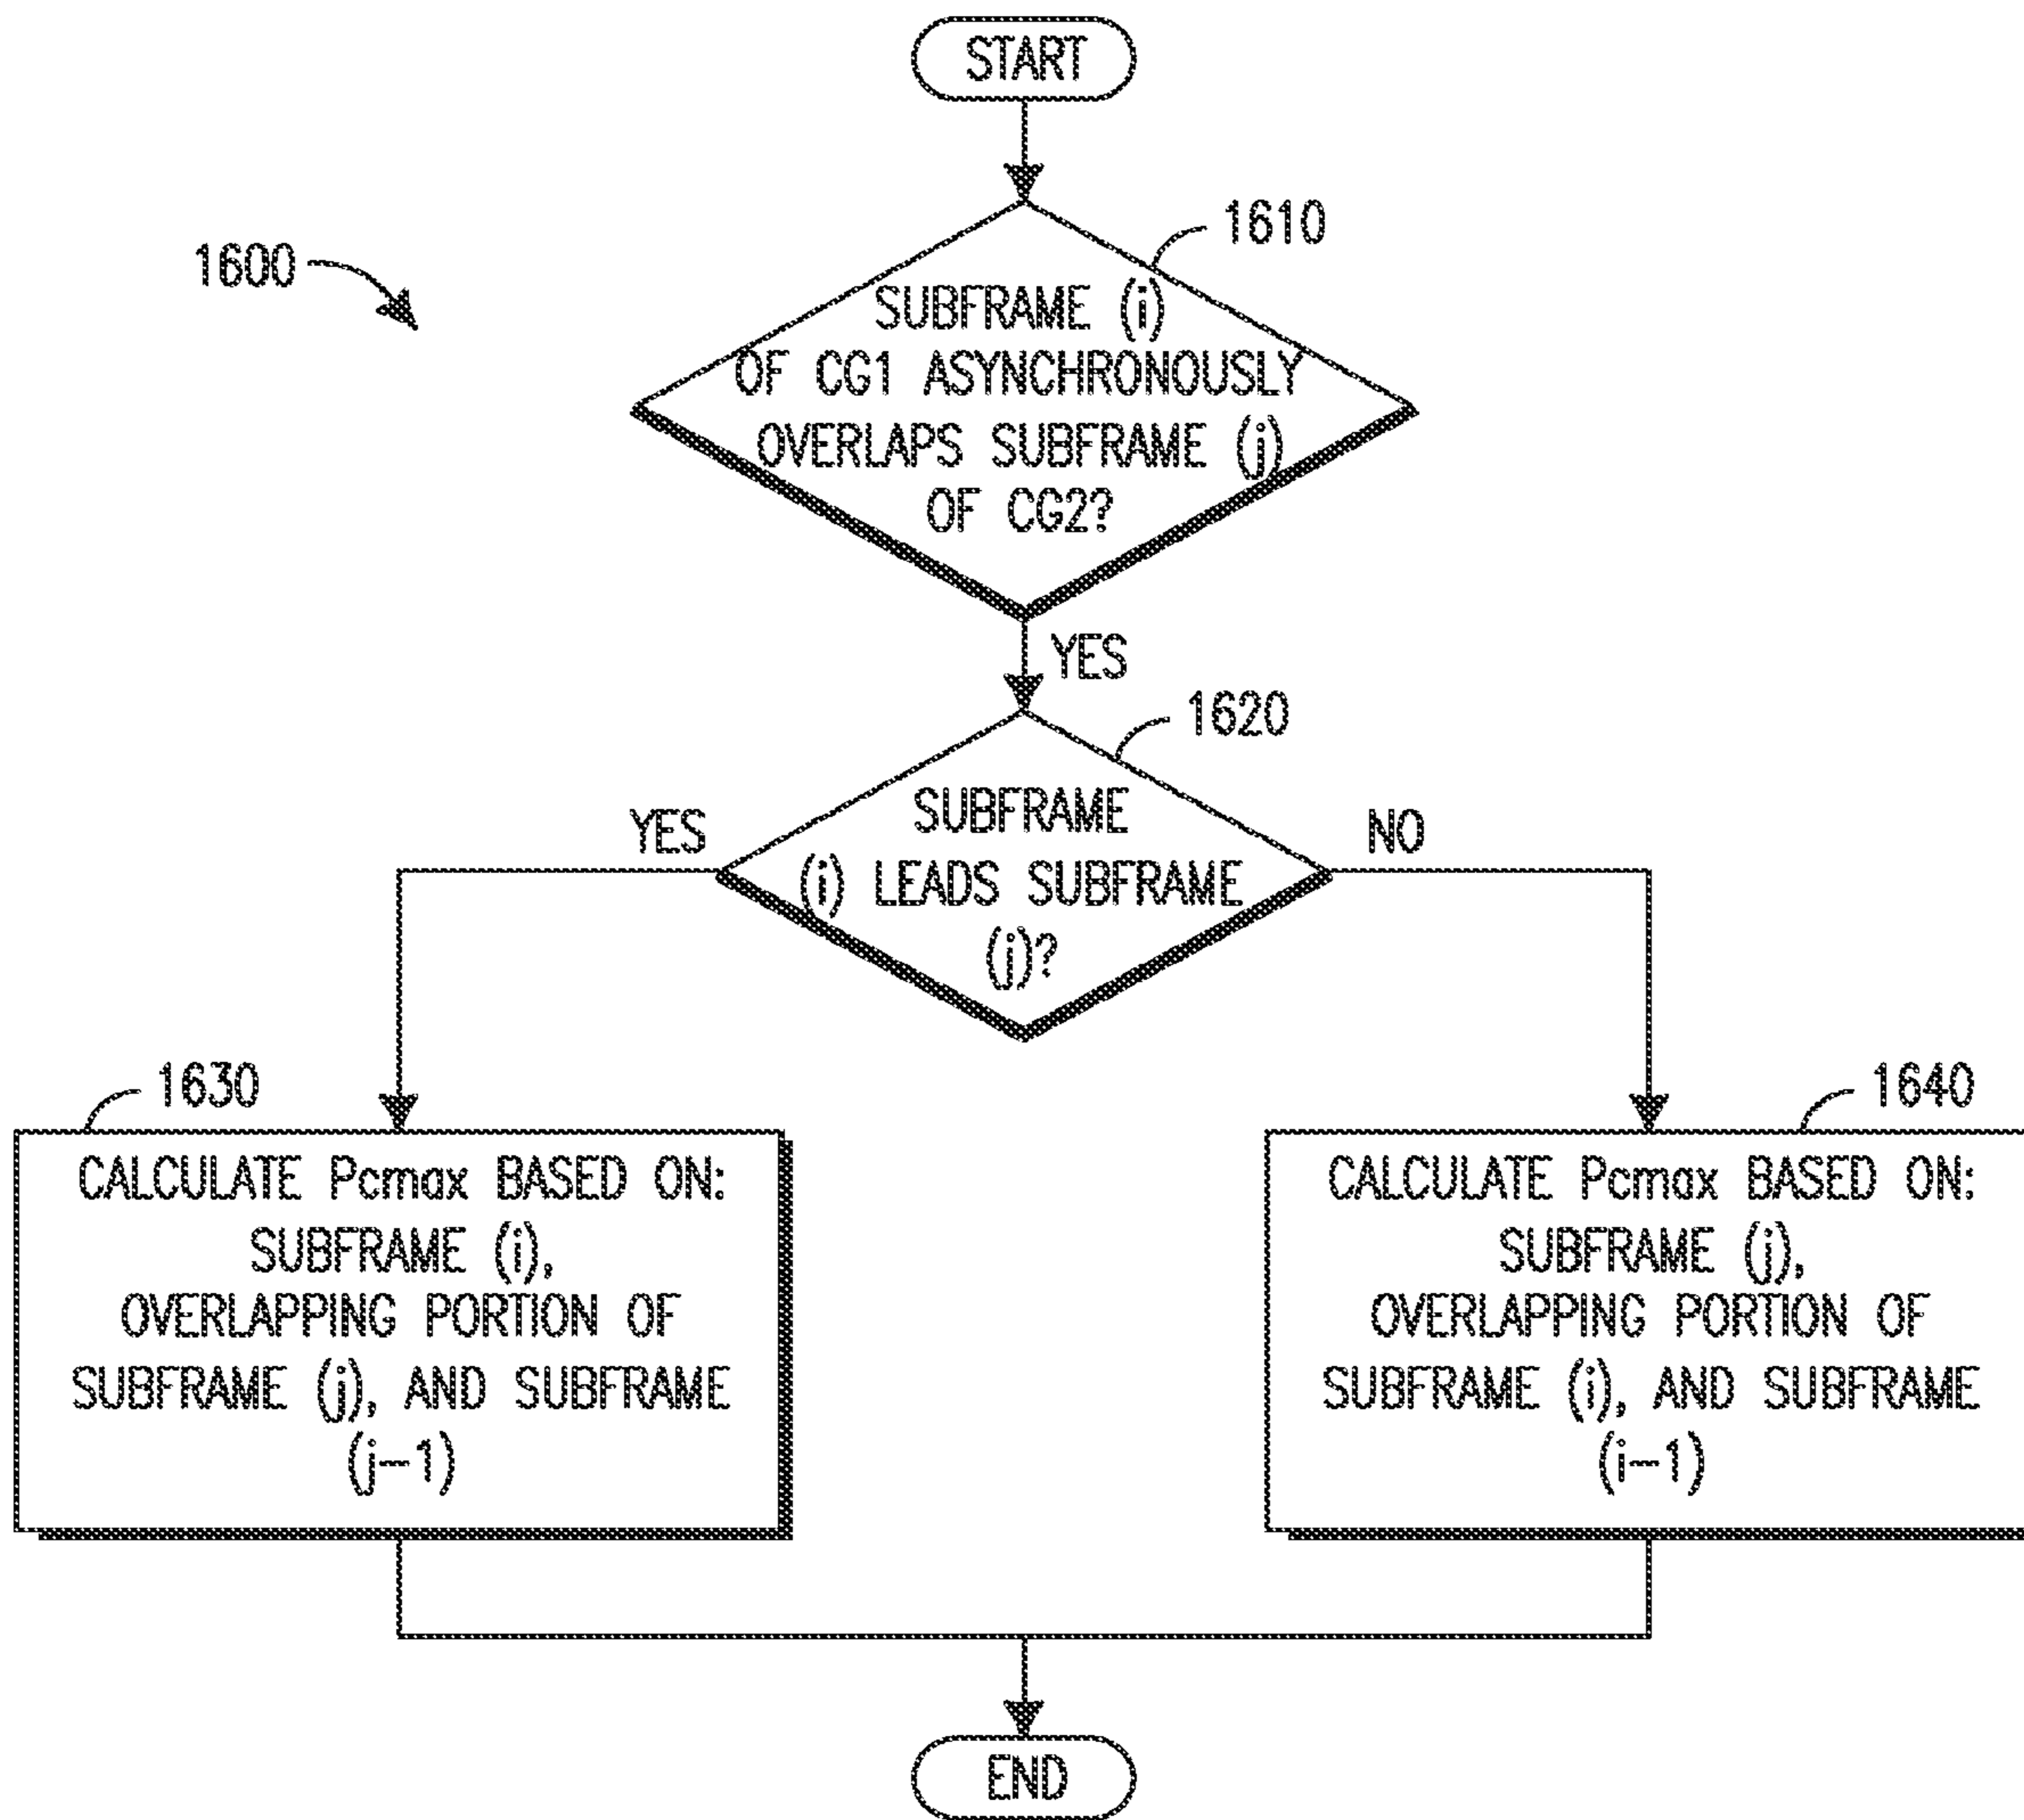 START
1600
1610
SUBFRAME (i)
OF CG1 ASYNCHRONOUSLY
OVERLAPS SUBFRAME (j)
OF CG2?
YES
1620
SUBFRAME
(i) LEADS SUBFRAME
(j)?
YES
NO
1630
CALCULATE Pcmax BASED ON:
SUBFRAME (i),
OVERLAPPING PORTION OF
SUBFRAME (j), AND SUBFRAME
(j-1)
1640
CALCULATE Pcmax BASED ON:
SUBFRAME (j),
OVERLAPPING PORTION OF
SUBFRAME (i), AND SUBFRAME
(i-1)
END